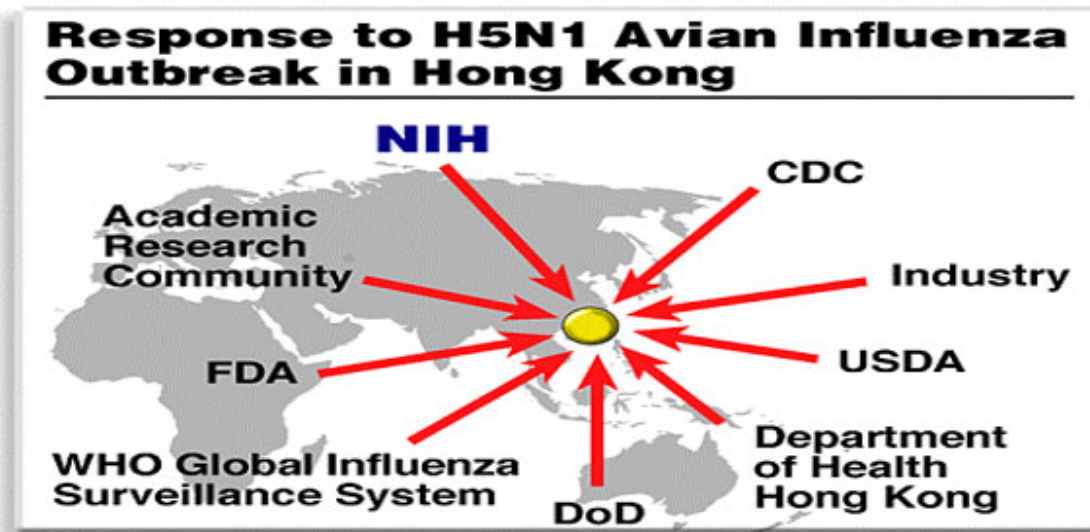 Response to H5N1 Avian Influenza
Outbreak in Hong Kong
NIH
CDC
Academic
Research
Community
Industry
FDA
USDA
WHO Global Influenza
Surveillance System
DoD
Department
of Health
Hong Kong